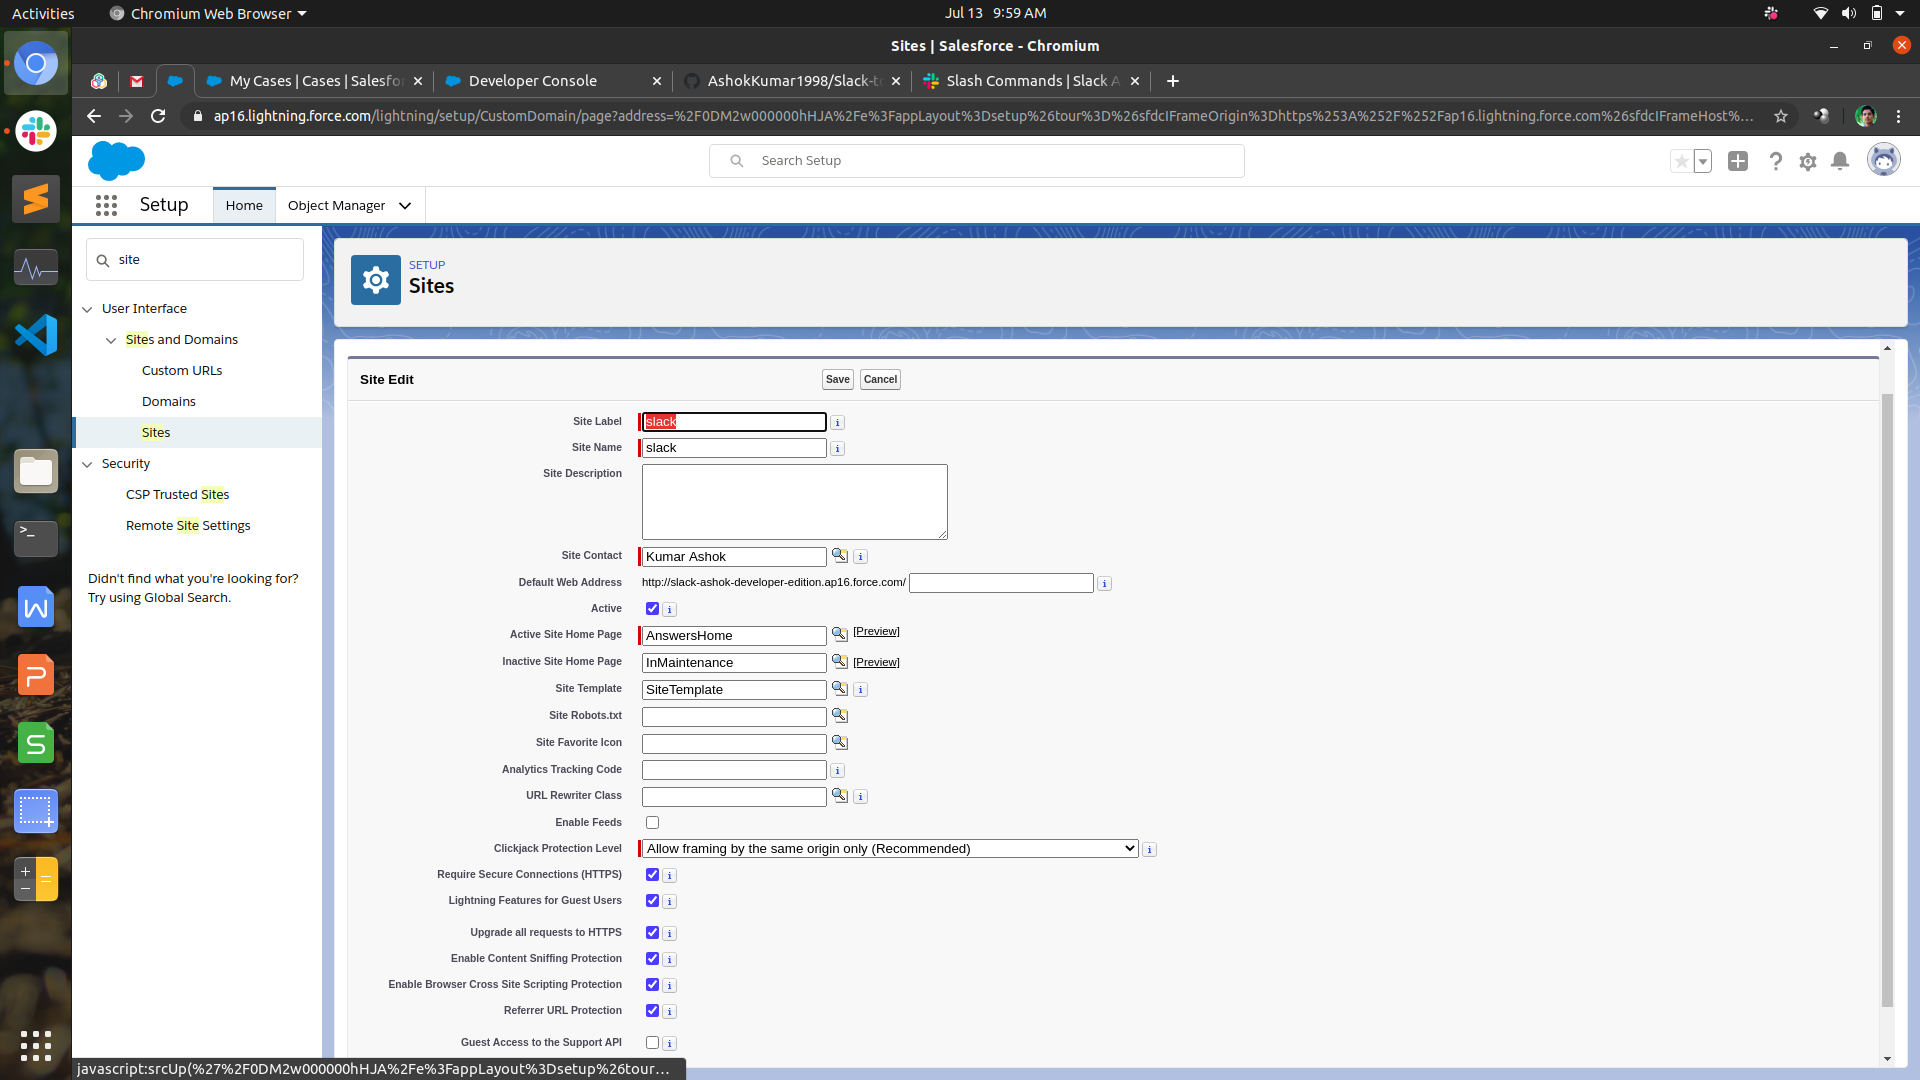 Activities Chromium Web Browser Jul 13 9:59 AM
Sites | Salesforce - Chromium
My Cases | Cases | Salesfo Developer Console AshokKumar1998/Slack-t Slash Commands | Slack A
ap16.lightning.force.com/lightning/setup/CustomDomain/page?address=%2F0DM2w000000hHJA%2Fe%3FappLayout%3Dsetup%26tour%3D%26sfdcIFrameOrigin%3Dhttps%253A%252F%252Fap16.lightning.force.com%26sfdcIFrameHost%...
Search Setup
Setup Home Object Manager
site
User Interface
Sites and Domains
Custom URLs
Domains
Sites
Security
CSP Trusted Sites
Remote Site Settings
Didn't find what you're looking for?
Try using Global Search.
SETUP
Sites
Site Edit Save Cancel
Site Label slack
Site Name slack
Site Description
Site Contact Kumar Ashok
Default Web Address http://slack-ashok-developer-edition.ap16.force.com/
Active
Active Site Home Page AnswersHome [Preview]
Inactive Site Home Page InMaintenance [Preview]
Site Template SiteTemplate
Site Robots.txt
Site Favorite Icon
Analytics Tracking Code
URL Rewriter Class
Enable Feeds
Clickjack Protection Level Allow framing by the same origin only (Recommended)
Require Secure Connections (HTTPS)
Lightning Features for Guest Users
Upgrade all requests to HTTPS
Enable Content Sniffing Protection
Enable Browser Cross Site Scripting Protection
Referrer URL Protection
Guest Access to the Support API
javascript:srcUp(%27%2F0DM2w000000hHJA%2Fe%3FappLayout%3Dsetup%26tour...